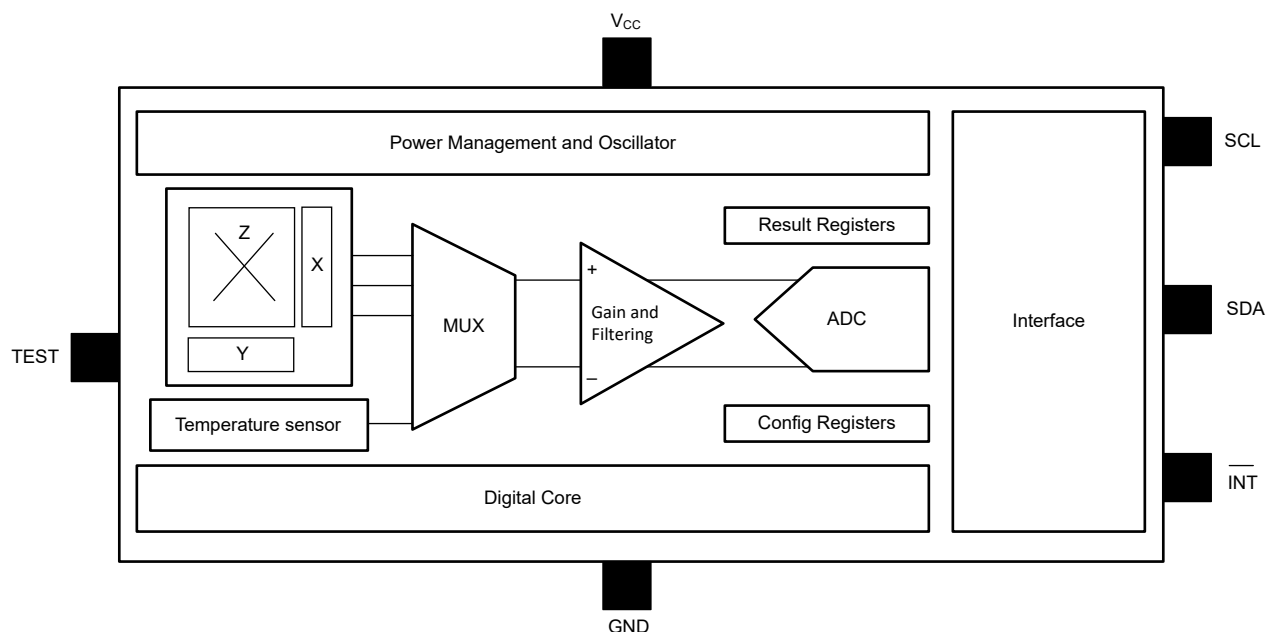 VCC
Power Management and Oscillator
SCL
Result Registers
Z
X
+
MUX
Gain and
Filtering
ADC
Interface
SDA
TEST
Y
–
Temperature sensor
Config Registers
INT
Digital Core
GND